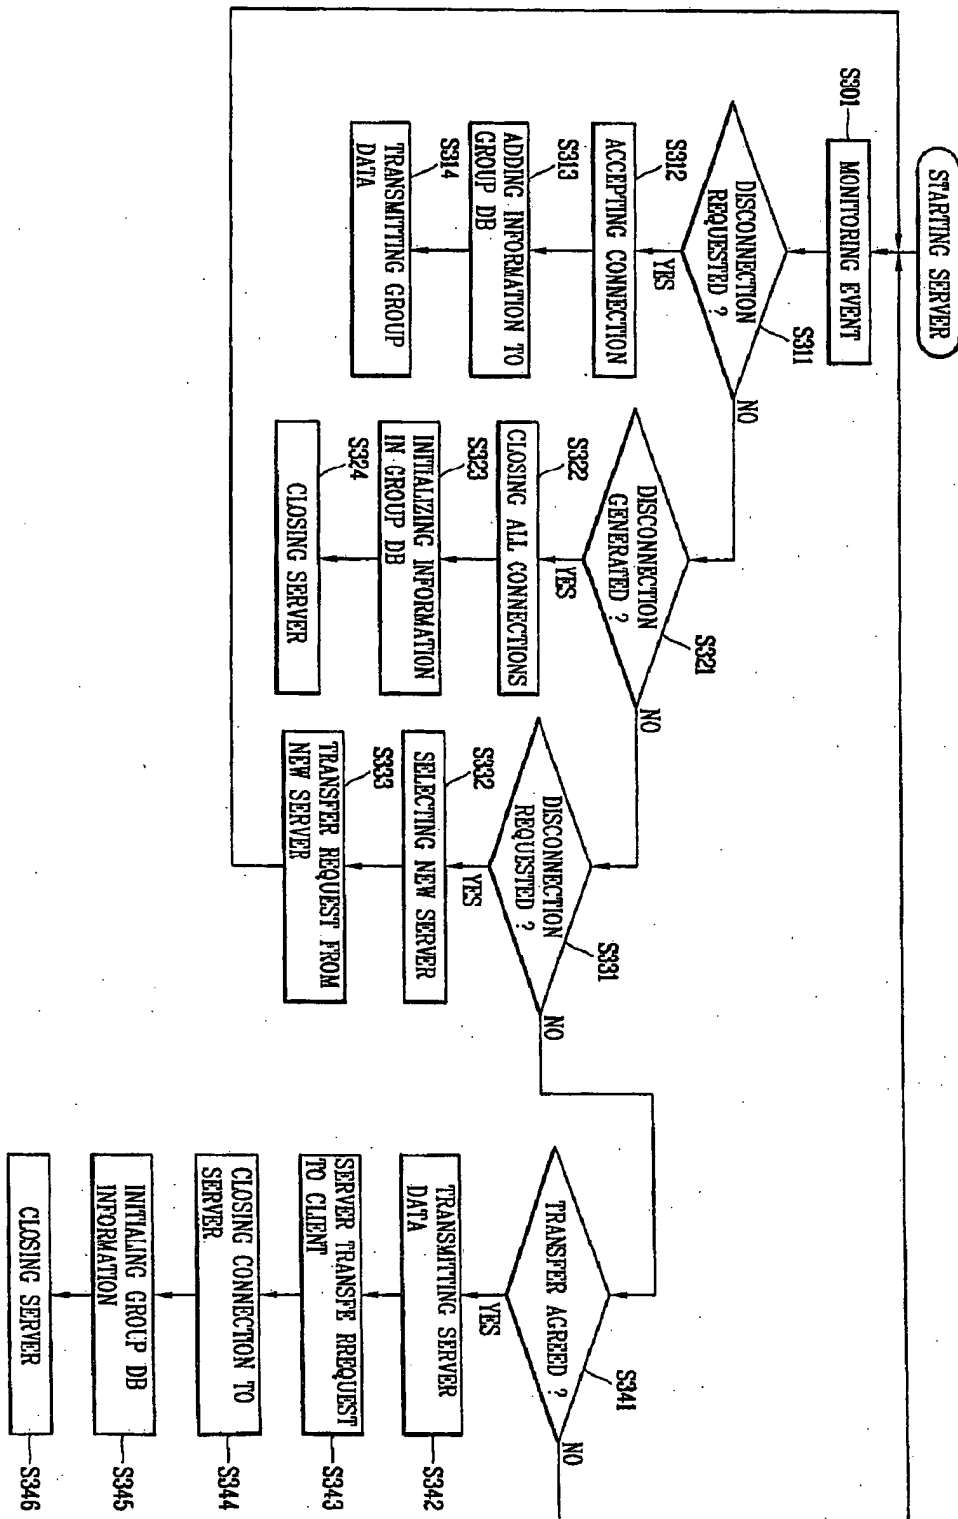 STARTING SERVER
S301
MONITORING EVENT
DISCONNECTION
REQUESTED ?
S311
YES
NO
S312
ACCEPTING CONNECTION
S313
ADDING INFORMATION TO
GROUP DB
S314
TRANSMITTING GROUP
DATA
DISCONNECTION
GENERATED ?
S321
YES
NO
S322
CLOSING ALL CONNECTIONS
S323
INITIALIZING INFORMATION
IN GROUP DB
S324
CLOSING SERVER
DISCONNECTION
REQUESTED ?
S331
YES
NO
S332
SELECTING NEW SERVER
S333
TRANSFER REQUEST FROM
NEW SERVER
TRANSFER AGREED ?
S341
YES
NO
TRANSMITTING SERVER
DATA
S342
SERVER TRANSFE RREQUEST
TO CLIENT
S343
CLOSING CONNECTION TO
SERVER
S344
INITIALING GROUP DB
INFORMATION
S345
CLOSING SERVER
S346